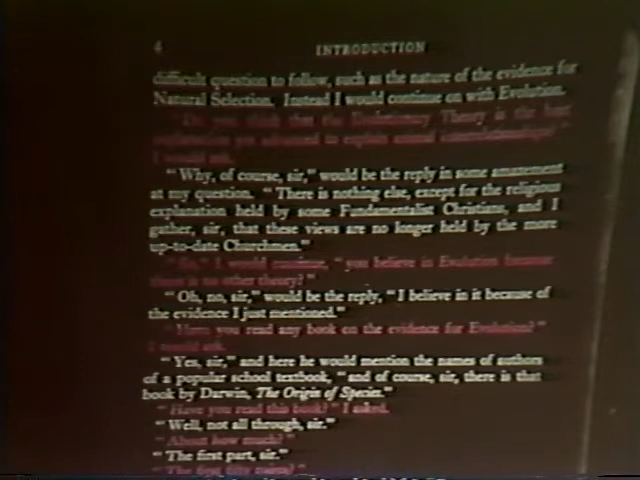 4 INTRODUCTION
difficult question to follow, such as the nature of the evidence for
Natural Selection. Instead I would continue on with Evolution.
" Do you think that the Evolutionary Theory is the best
explanation yet advanced to explain animal interrelationships? "
I would ask.
" Why, of course, sir," would be the reply in some amazement
at my question. " There is nothing else, except for the religious
explanation held by some Fundamentalist Christians, and I
gather, sir, that these views are no longer held by the more
up-to-date Churchmen."
" So," I would continue, " you believe in Evolution because
there is no other theory? "
" Oh, no, sir," would be the reply, " I believe in it because of
the evidence I just mentioned."
" Have you read any book on the evidence for Evolution? "
I would ask.
" Yes, sir," and here he would mention the names of authors
of a popular school textbook, " and of course, sir, there is that
book by Darwin, The Origin of Species."
" Have you read this book? " I asked.
" Well, not all through, sir."
" About how much? "
" The first part, sir."
" The first fifty pages? "